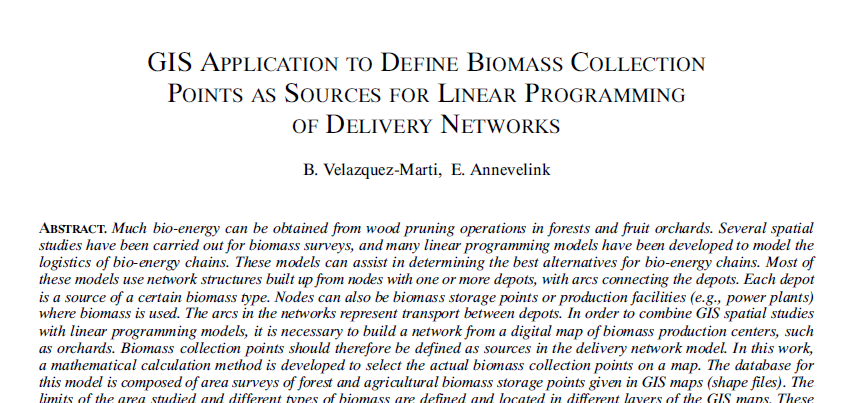 GIS APPLICATION TO DEFINE BIOMASS COLLECTION
POINTS AS SOURCES FOR LINEAR PROGRAMMING
OF DELIVERY NETWORKS
B. Velazquez-Marti, E. Annevelink
ABSTRACT. Much bio-energy can be obtained from wood pruning operations in forests and fruit orchards. Several spatial
studies have been carried out for biomass surveys, and many linear programming models have been developed to model the
logistics of bio-energy chains. These models can assist in determining the best alternatives for bio-energy chains. Most of
these models use network structures built up from nodes with one or more depots, with arcs connecting the depots. Each depot
is a source of a certain biomass type. Nodes can also be biomass storage points or production facilities (e.g., power plants)
where biomass is used. The arcs in the networks represent transport between depots. In order to combine GIS spatial studies
with linear programming models, it is necessary to build a network from a digital map of biomass production centers, such
as orchards. Biomass collection points should therefore be defined as sources in the delivery network model. In this work,
a mathematical calculation method is developed to select the actual biomass collection points on a map. The database for
this model is composed of area surveys of forest and agricultural biomass storage points given in GIS maps (shape files). The
limits of the area studied and different types of biomass are defined and located in different layers of the GIS maps. These